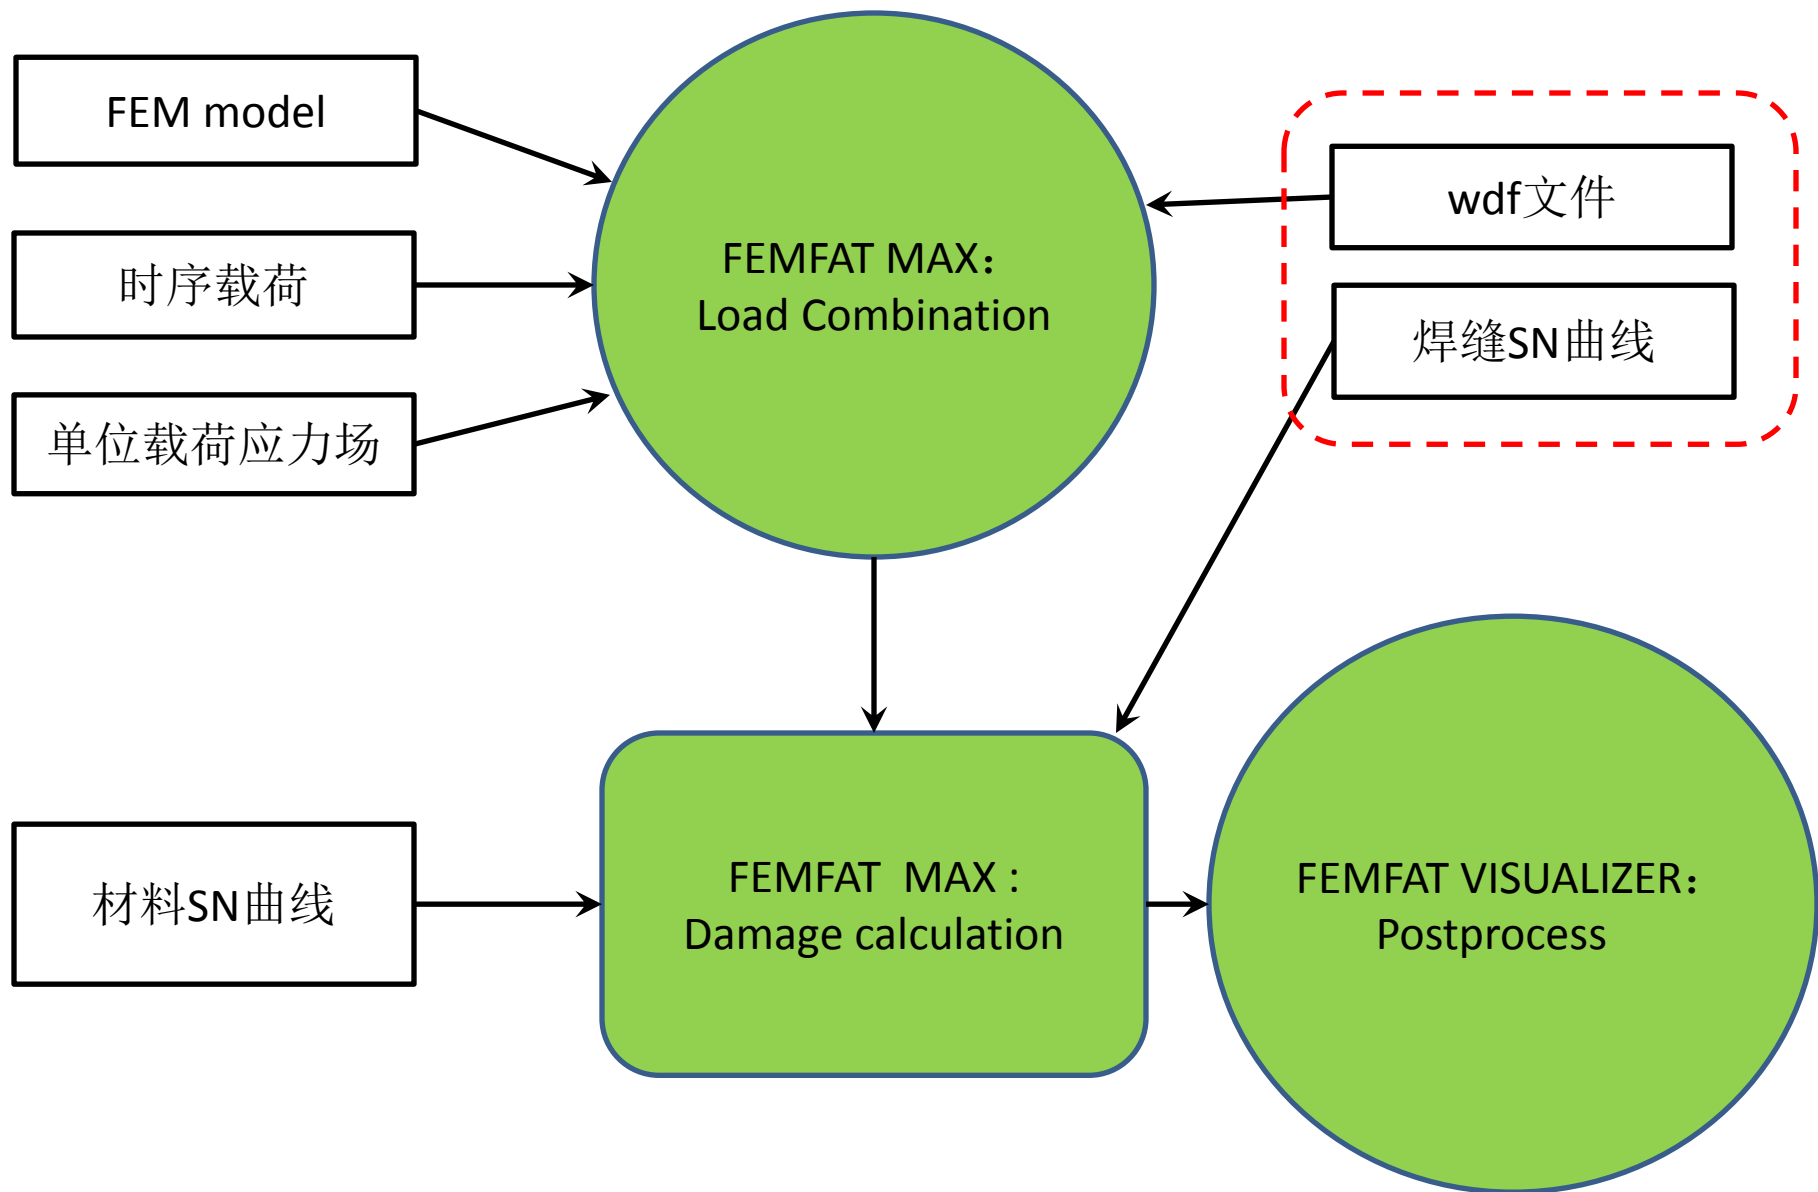 FEM model
时序载荷
单位载荷应力场
FEMFAT MAX：
Load Combination
wdf文件
焊缝SN曲线
材料SN曲线
FEMFAT  MAX :
Damage calculation
FEMFAT VISUALIZER：
Postprocess